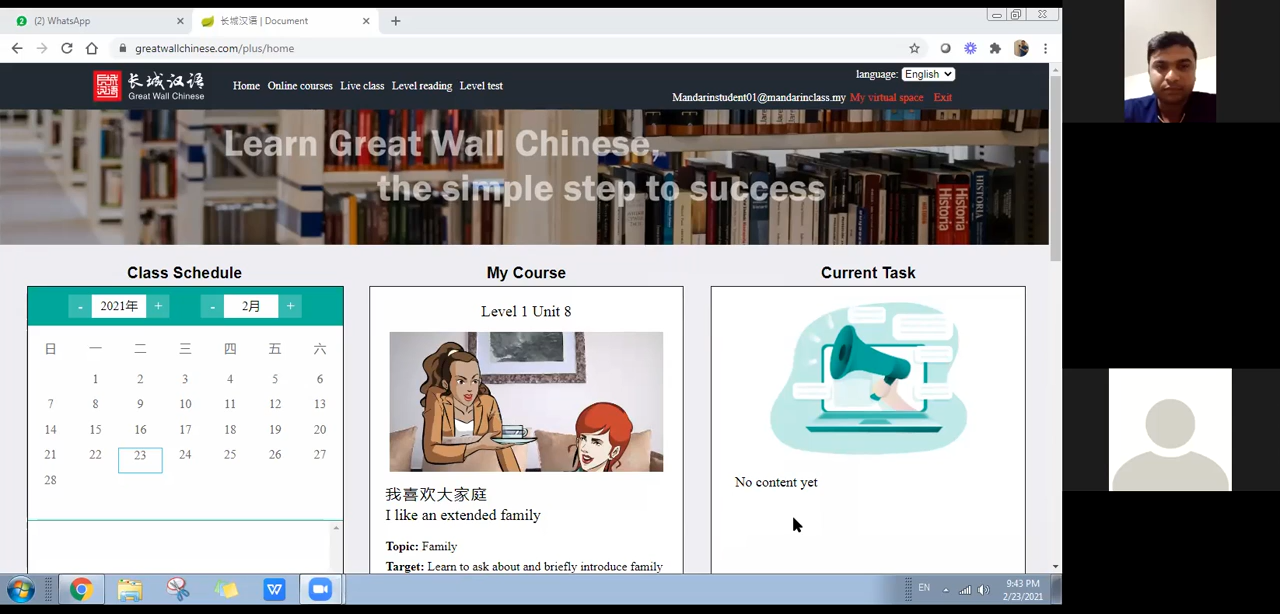 2
(2) WhatsApp
长城汉语 | Document
greatwallchinese.com/plus/home
language: English
长城汉语
Great Wall Chinese
Home Online courses Live class Level reading Level test
Mandarinstudent01@mandarinclass.my My virtual space Exit
Learn Great Wall Chinese,
the simple step to success
HISTORIA
Historia
Historia
Class Schedule
My Course
Current Task
- 2021年 + - 2月 +
日 一 二 三 四 五 六
1 2 3 4 5 6
7 8 9 10 11 12 13
14 15 16 17 18 19 20
21 22 23 24 25 26 27
28
Level 1 Unit 8
我喜欢大家庭
I like an extended family
Topic: Family
Target: Learn to ask about and briefly introduce family
No content yet
W
EN
9:43 PM
2/23/2021